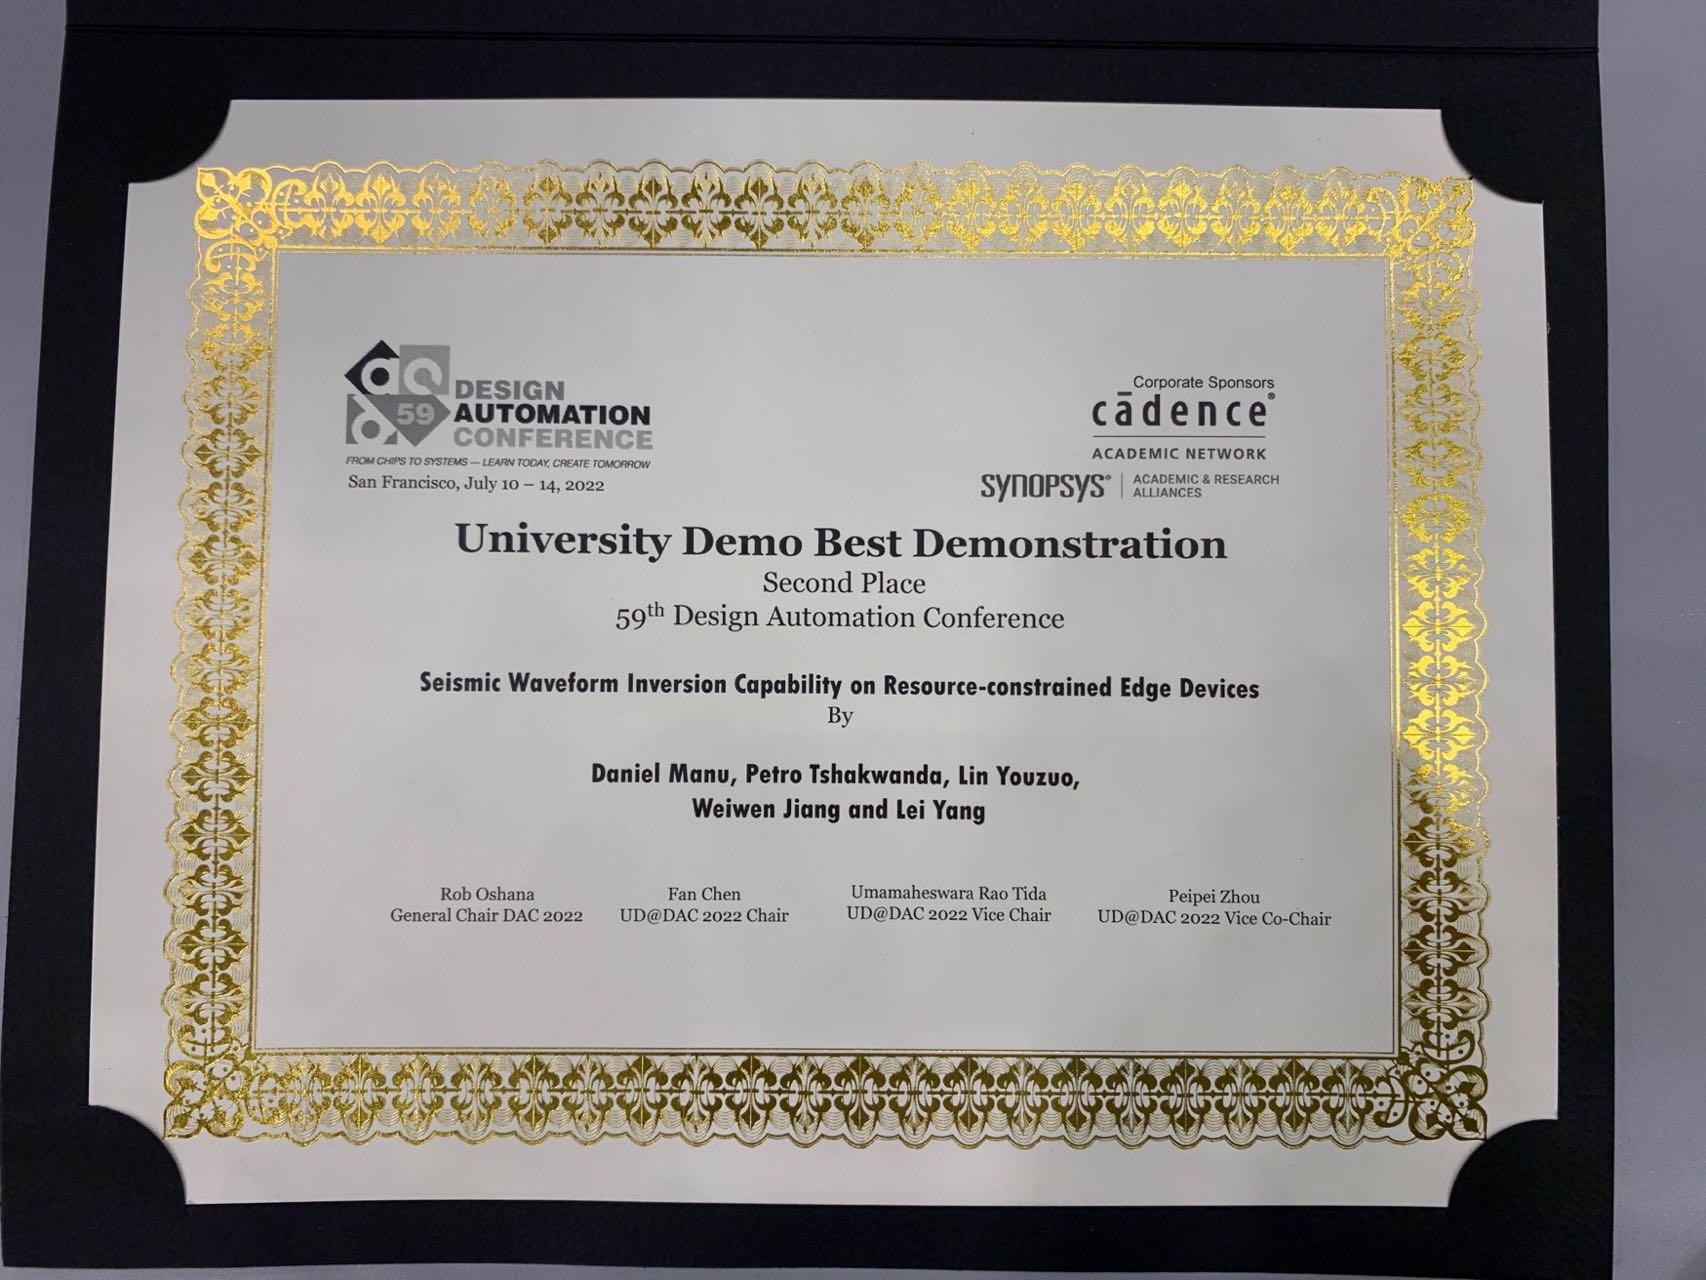 DESIGN
AUTOMATION
CONFERENCE
59
FROM CHIPS TO SYSTEMS — LEARN TODAY, CREATE TOMORROW
San Francisco, July 10 – 14, 2022
Corporate Sponsors
cādence®
ACADEMIC NETWORK
SYNOPSYS® | ACADEMIC & RESEARCH
ALLIANCES
University Demo Best Demonstration
Second Place
59th Design Automation Conference
Seismic Waveform Inversion Capability on Resource-constrained Edge Devices
By
Daniel Manu, Petro Tshakwanda, Lin Youzuo,
Weiwen Jiang and Lei Yang
Rob Oshana
General Chair DAC 2022
Fan Chen
UD@DAC 2022 Chair
Umamaheswara Rao Tida
UD@DAC 2022 Vice Chair
Peipei Zhou
UD@DAC 2022 Vice Co-Chair